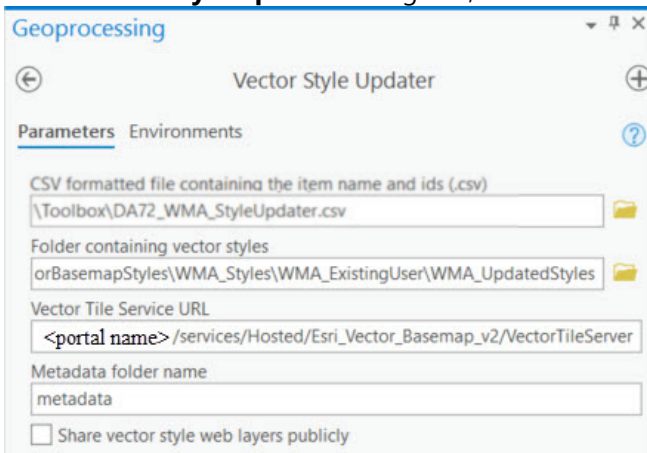 Geoprocessing
Vector Style Updater
Parameters Environments
CSV formatted file containing the item name and ids (.csv)
\Toolbox\DA72_WMA_StyleUpdater.csv
Folder containing vector styles
orBasemapStyles\WMA_Styles\WMA_ExistingUser\WMA_UpdatedStyles
Vector Tile Service URL
<portal name>/services/Hosted/Esri_Vector_Basemap_v2/VectorTileServer
Metadata folder name
metadata
Share vector style web layers publicly